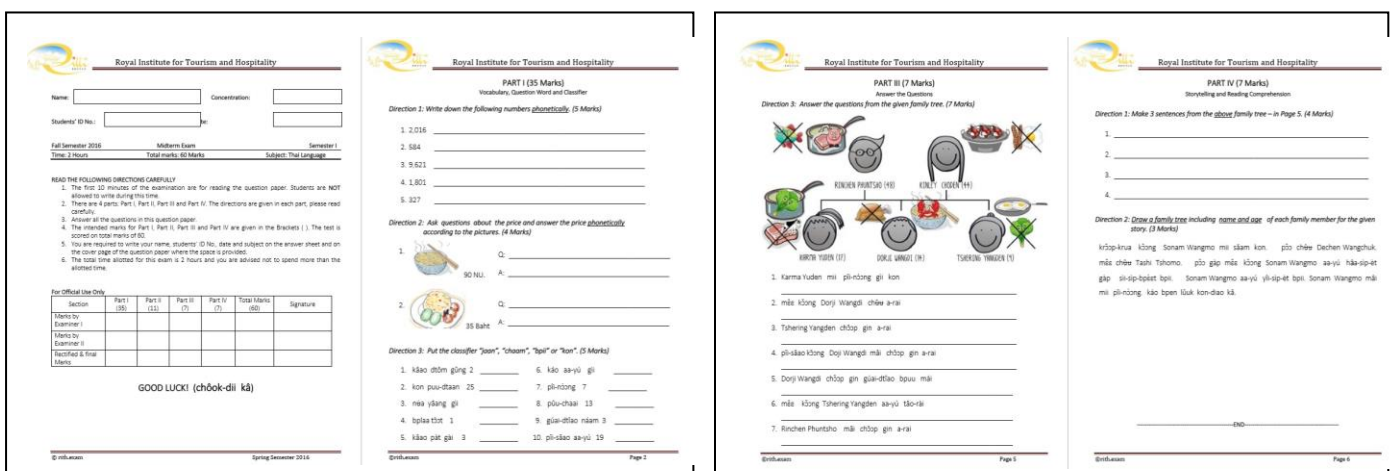 Royal Institute for Tourism and Hospitality
Name:
Concentration:
Students' ID No.:
te:
Fall Semester 2016 Midterm Exam Semester I
Time: 2 Hours Total marks: 60 Marks Subject: Thai Language
READ THE FOLLOWING DIRECTIONS CAREFULLY
1. The first 10 minutes of the examination are for reading the question paper. Students are NOT
allowed to write during this time.
2. There are 4 parts; Part I, Part II, Part III and Part IV. The directions are given in each part, please read
carefully.
3. Answer all the questions in this question paper.
4. The intended marks for Part I, Part II, Part III and Part IV are given in the Brackets ( ). The test is
scored on total marks of 60.
5. You are required to write your name, students' ID No., date and subject on the answer sheet and on
the cover page of the question paper where the space is provided.
6. The total time allotted for this exam is 2 hours and you are advised not to spend more than the
allotted time.
For Official Use Only
Section Part I (35) Part II (11) Part III (7) Part IV (7) Total Marks (60) Signature
Marks by Examiner I
Marks by Examiner II
Rectified & final Marks
GOOD LUCK! (chôok-dii kâ)
© rith.exam Spring Semester 2016
Royal Institute for Tourism and Hospitality
PART I (35 Marks)
Vocabulary, Question Word and Classifier
Direction 1: Write down the following numbers phonetically. (5 Marks)
1. 2,016
2. 584
3. 9,621
4. 1,801
5. 327
Direction 2: Ask questions about the price and answer the price phonetically
according to the pictures. (4 Marks)
1. Q:
90 NU. A:
2. Q:
35 Baht A:
Direction 3: Put the classifier "jaan", "chaam", "bpii" or "kon". (5 Marks)
1. kâao dtôm gûng 2
6. káo aa-yú gìi
2. kon puu-dtaan 25
7. pîi-nɔ́ɔng 7
3. néa yâang gìi
8. pûu-chaai 13
4. bplaa tɔ̂ɔt 1
9. gúai-dtǐao náam 3
5. kâao pàt gài 3
10. pîi-sǎao aa-yú 19
©rith.exam Page 2
Royal Institute for Tourism and Hospitality
PART III (7 Marks)
Answer the Questions
Direction 3: Answer the questions from the given family tree. (7 Marks)
RINCHEN PHUNTSHO (43)
KINLEY CHODEN (44)
KARMA YUDEN (17)
DORJI WANGDI (14)
TSHERING YANGDEN (9)
1. Karma Yuden mii pîi-nɔ́ɔng gìi kon
2. mɛ̂ɛ kɔ̌ɔng Dorji Wangdi chêu a-rai
3. Tshering Yangden chɔ̂ɔp gin a-rai
4. pîi-sǎao kɔ̌ɔng Doji Wangdi mâi chɔ̂ɔp gin a-rai
5. Dorji Wangdi chɔ̂ɔp gin gúai-dtǐao bpuu mái
6. mɛ̂ɛ kɔ̌ɔng Tshering Yangden aa-yú tâo-rài
7. Rinchen Phuntsho mâi chɔ̂ɔp gin a-rai
©rith.exam Page 5
Royal Institute for Tourism and Hospitality
PART IV (7 Marks)
Storytelling and Reading Comprehension
Direction 1: Make 3 sentences from the above family tree – in Page 5. (4 Marks)
1.
2.
3.
4.
Direction 2: Draw a family tree including name and age of each family member for the given
story. (3 Marks)
krɔ̂ɔp-krua kɔ̌ɔng Sonam Wangmo mii sǎam kon. pɔ̂ɔ chêu Dechen Wangchuk.
mɛ̂ɛ chêu Tashi Tshomo. pɔ̂ɔ gàp mɛ̂ɛ kɔ̌ɔng Sonam Wangmo aa-yú hâa-sìp-èt
gàp sìi-sìp-bpɛ̀ɛt bpii. Sonam Wangmo aa-yú yîi-sìp-èt bpii. Sonam Wangmo mâi
mii pîi-nɔ́ɔng. káo bpen lûuk kon-diao kâ.
END
©rith.exam Page 6